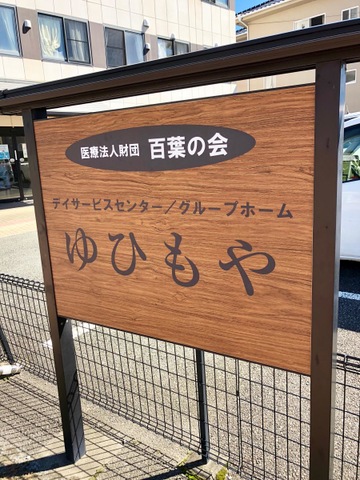 医療法人財団 百葉の会
デイサービスセンター/グループホーム
ゆひもや